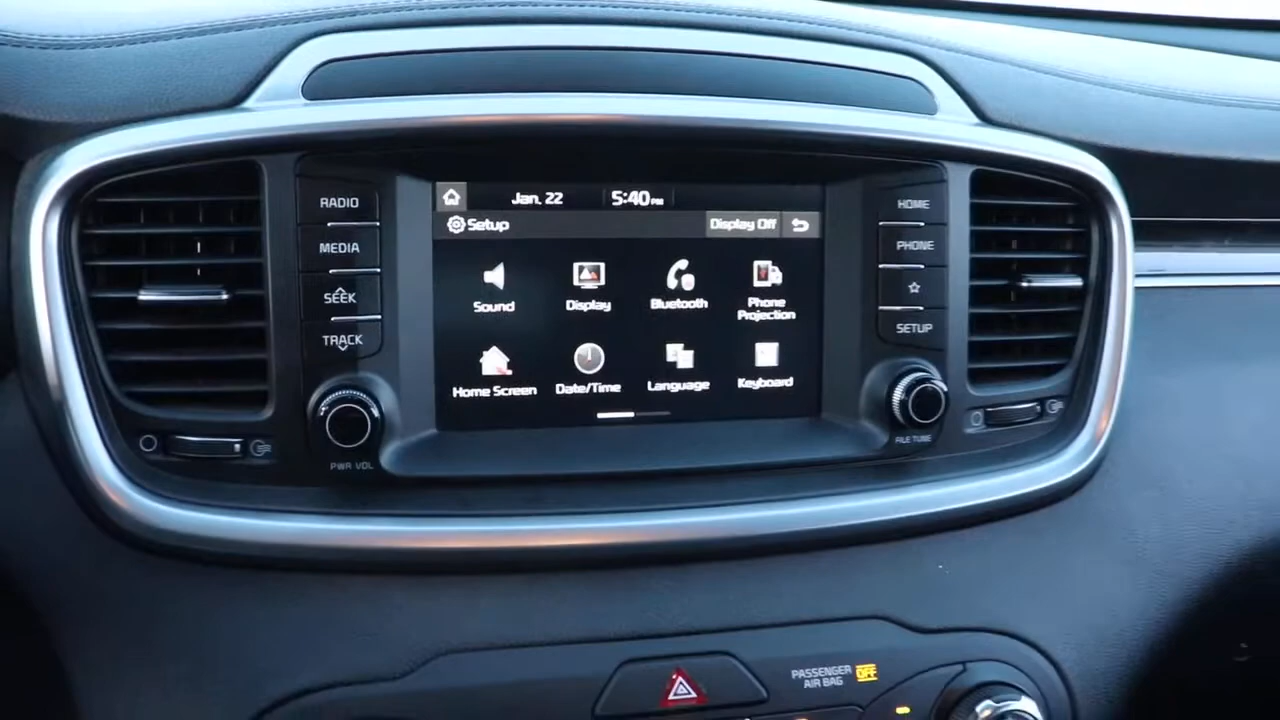 RADIO
MEDIA
SEEK
TRACK
PWR VOL
Jan. 22
5:40 PM
Setup
Display Off
Sound
Display
Bluetooth
Phone
Projection
Home Screen
Date/Time
Language
Keyboard
HOME
PHONE
SETUP
FILE TUNE
PASSENGER
AIR BAG
OFF